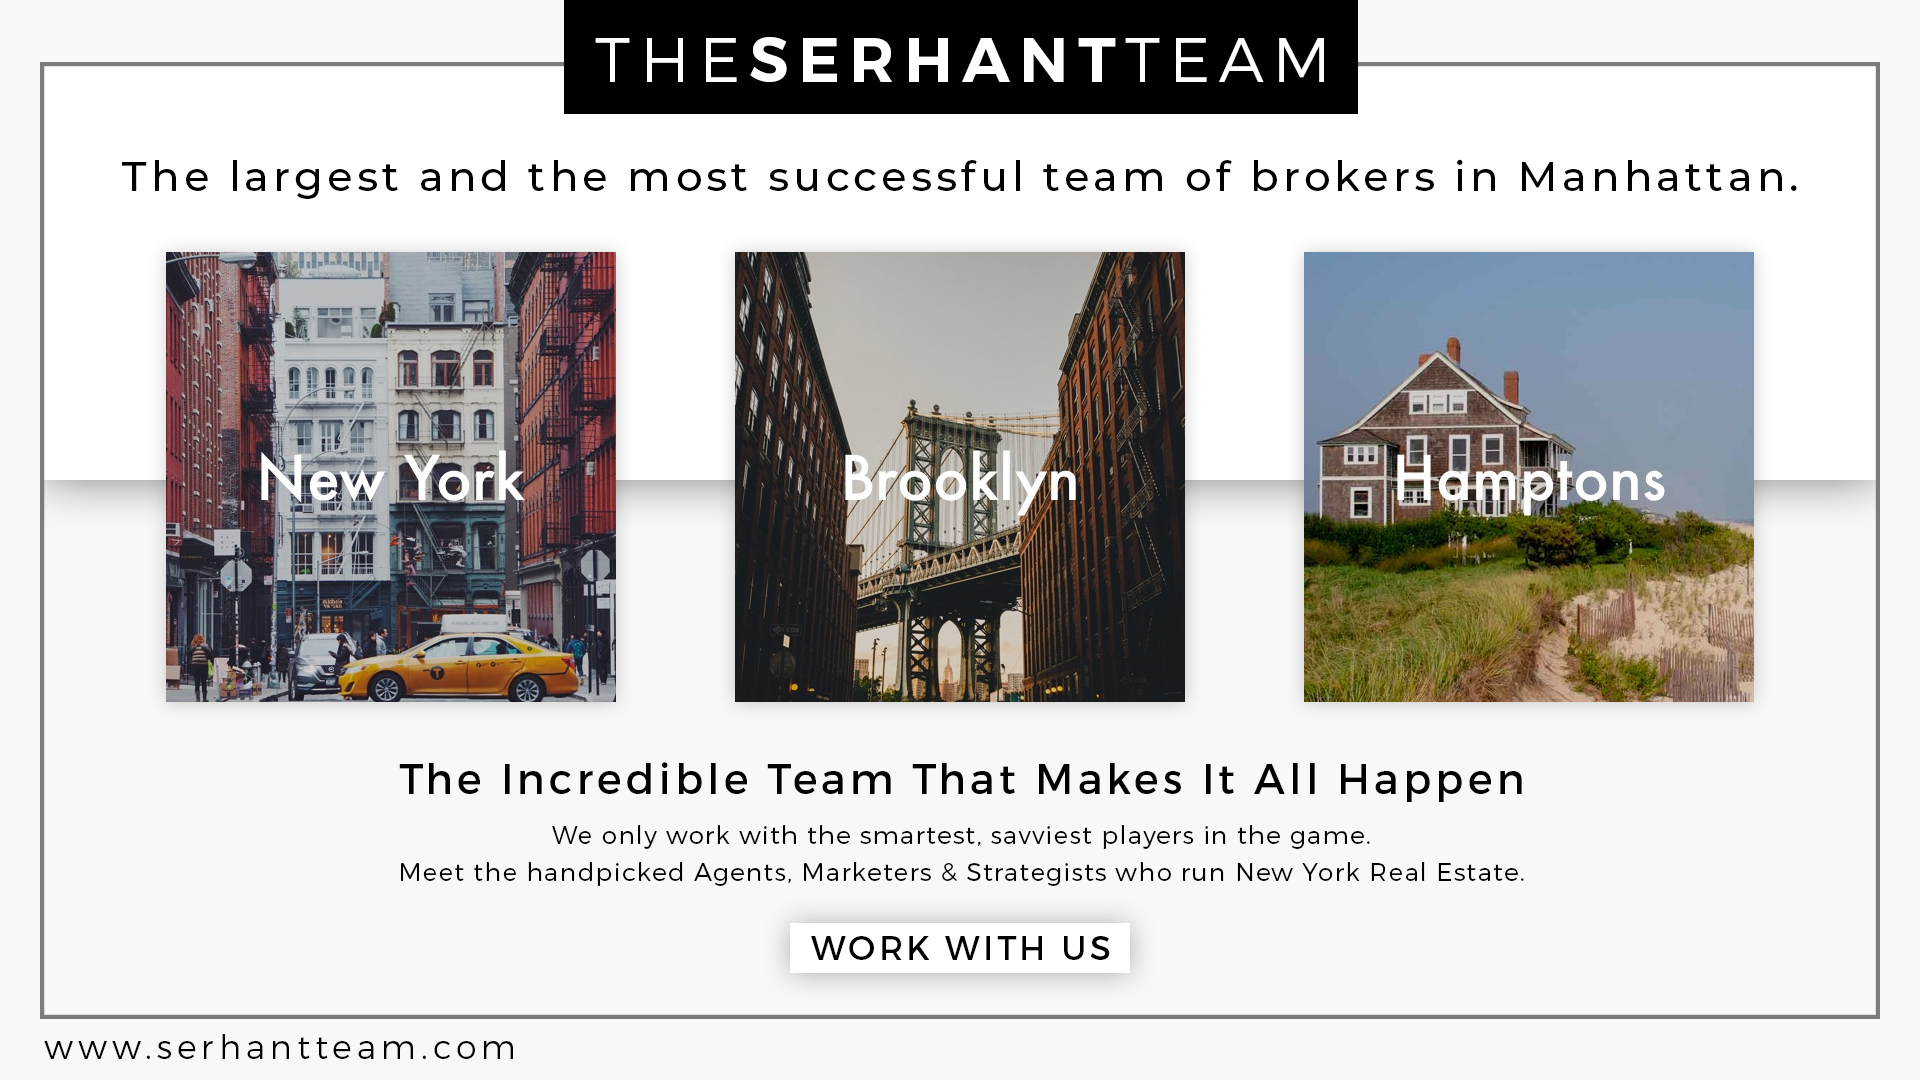 THESERHANTTEAM
The largest and the most successful team of brokers in Manhattan.
New York
Brooklyn
Hamptons
The Incredible Team That Makes It All Happen
We only work with the smartest, savviest players in the game.
Meet the handpicked Agents, Marketers & Strategists who run New York Real Estate.
WORK WITH US
www.serhantteam.com